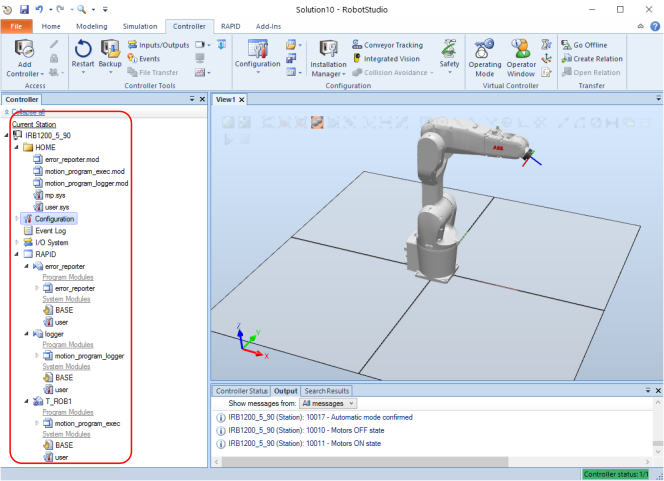 Solution10 - RobotStudio
File Home Modeling Simulation Controller RAPID Add-Ins
Add Controller
Restart
Backup
Inputs/Outputs
Events
File Transfer
Configuration
Installation Manager
Conveyor Tracking
Integrated Vision
Collision Avoidance
Safety
Operating Mode
Operator Window
Go Offline
Create Relation
Open Relation
Access
Controller Tools
Configuration
Virtual Controller
Transfer
Controller
View1
Collapse all
Current Station
IRB1200_5_90
HOME
error_reporter.mod
motion_program_exec.mod
motion_program_logger.mod
mp.sys
user.sys
Configuration
Event Log
I/O System
RAPID
error_reporter
Program Modules
error_reporter
System Modules
BASE
user
logger
Program Modules
motion_program_logger
System Modules
BASE
user
T_ROB1
Program Modules
motion_program_exec
System Modules
BASE
user
ABB
Z
Y
X
Controller Status Output Search Results
Show messages from: All messages
IRB1200_5_90 (Station): 10017 - Automatic mode confirmed
IRB1200_5_90 (Station): 10010 - Motors OFF state
IRB1200_5_90 (Station): 10011 - Motors ON state
Controller status: 1/1